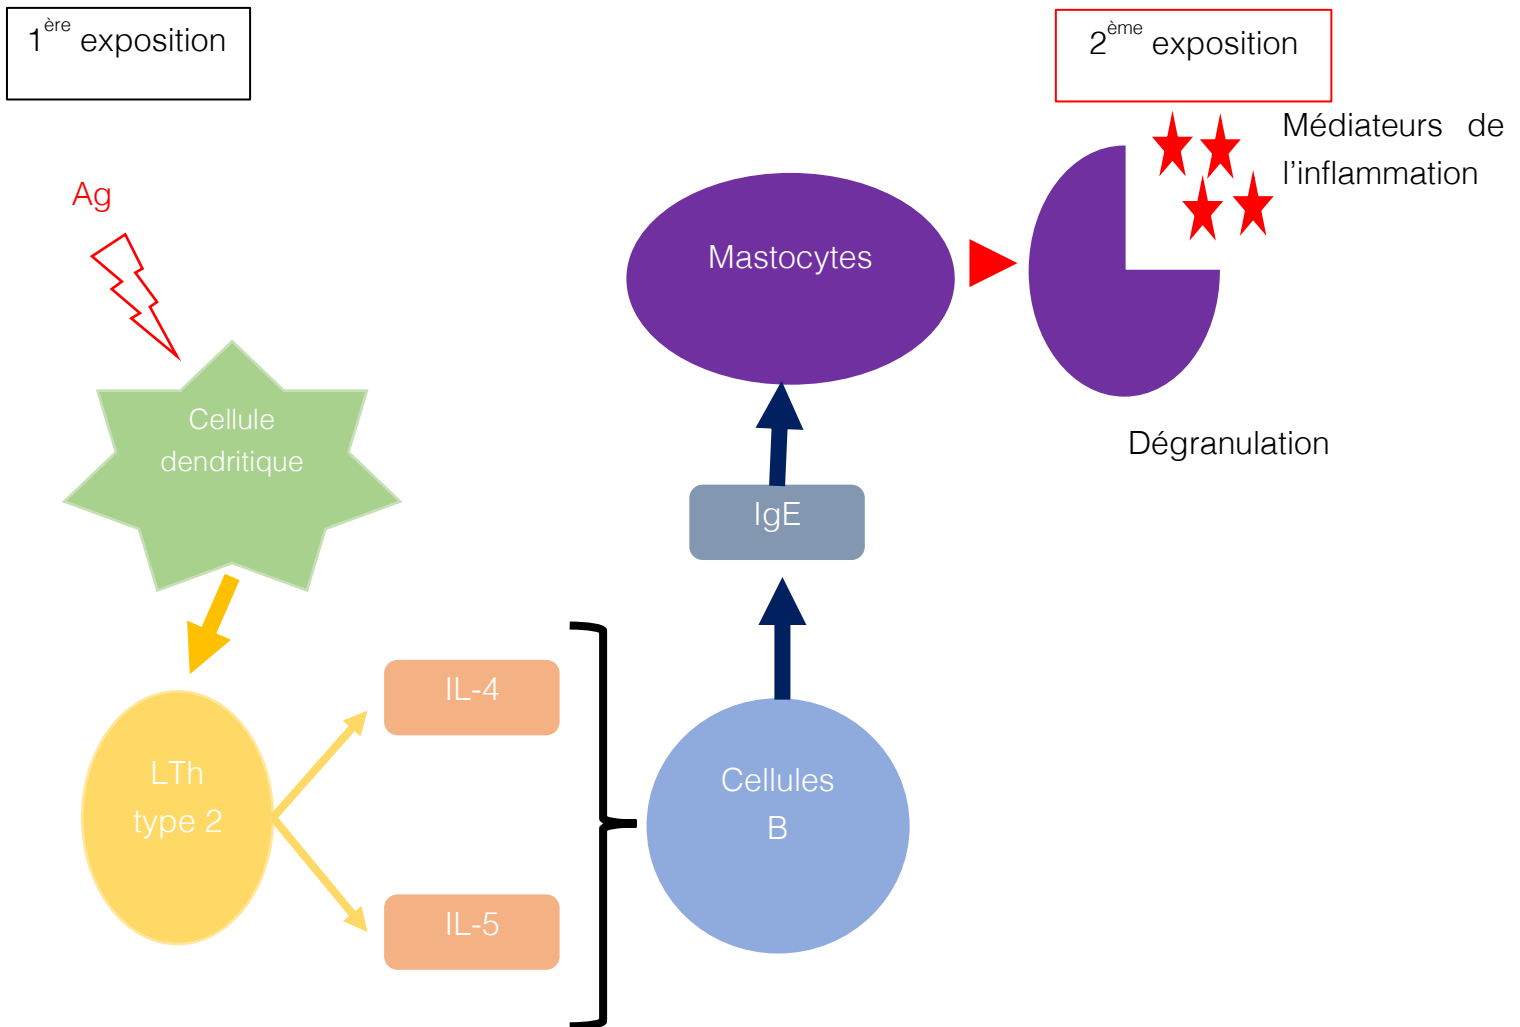 1ère exposition
2ème exposition
Médiateurs de
l’inflammation
Ag
Mastocytes
Cellule
dendritique
Dégranulation
IgE
IL-4
LTh
type 2
Cellules
B
IL-5